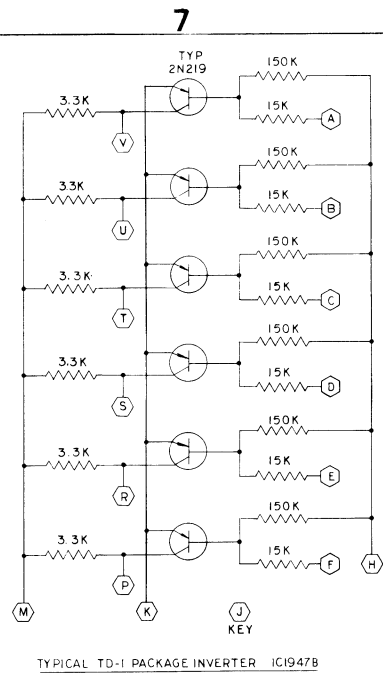 7
TYP
2N219
150K
3.3K
15K
A
V
150K
3.3K
15K
B
U
150K
3.3K
15K
C
T
150K
3.3K
15K
D
S
150K
3.3K
15K
E
R
150K
3.3K
15K
F
H
P
M
K
J
KEY
TYPICAL TD-1 PACKAGE INVERTER 1C1947B